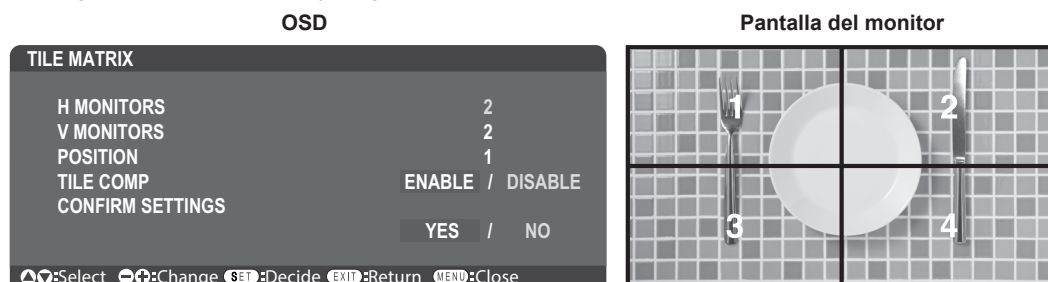 OSD
Pantalla del monitor
TILE MATRIX
H MONITORS 2
V MONITORS 2
POSITION 1
TILE COMP ENABLE / DISABLE
CONFIRM SETTINGS
YES / NO
:Select :Change SET:Decide EXIT:Return MENU:Close
1 2
3 4